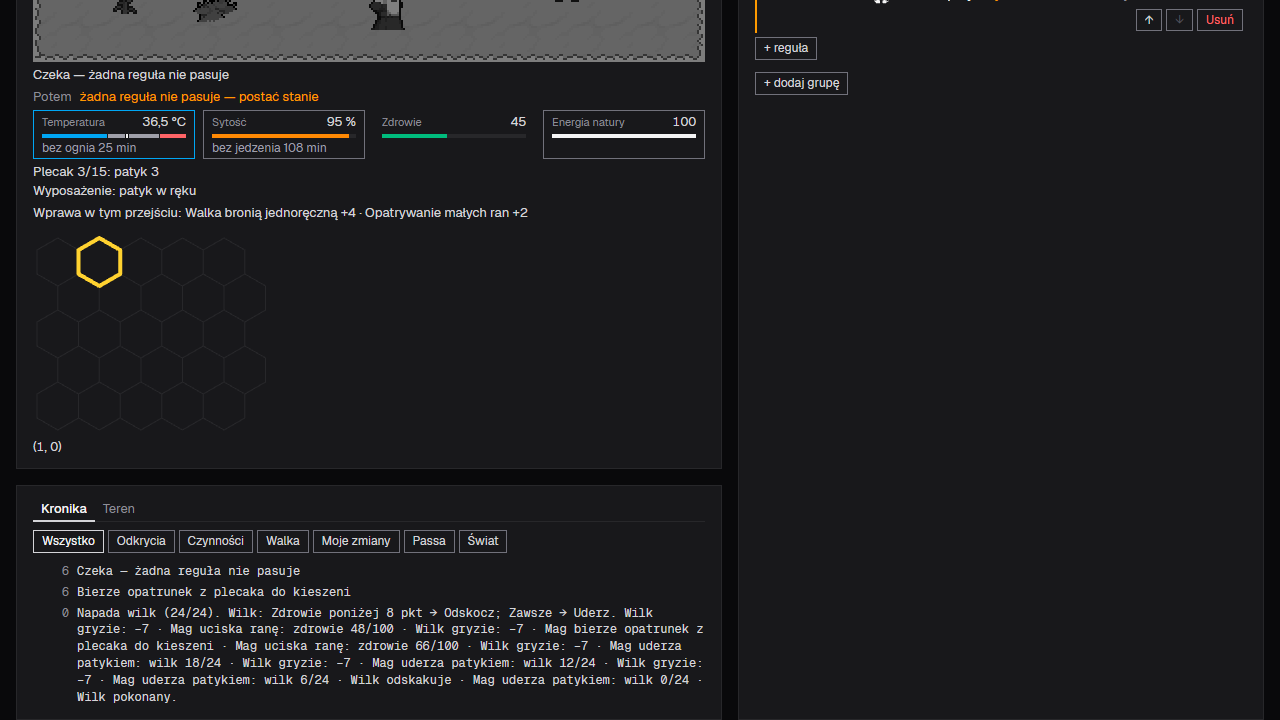 Czeka — żadna reguła nie pasuje
Potem żadna reguła nie pasuje — postać stanie
Temperatura 36,5 °C
bez ognia 25 min
Sytość 95 %
bez jedzenia 108 min
Zdrowie 45
Energia natury 100
Plecak 3/15: patyk 3
Wyposażenie: patyk w ręku
Wprawa w tym przejściu: Walka bronią jednoręczną +4 · Opatrywanie małych ran +2
(1, 0)
Kronika Teren
Wszystko Odkrycia Czynności Walka Moje zmiany Passa Świat
6 Czeka — żadna reguła nie pasuje
6 Bierze opatrunek z plecaka do kieszeni
0 Napada wilk (24/24). Wilk: Zdrowie poniżej 8 pkt → Odskocz; Zawsze → Uderz. Wilk
gryzie: −7 · Mag uciska ranę: zdrowie 48/100 · Wilk gryzie: −7 · Mag bierze opatrunek z
plecaka do kieszeni · Mag uciska ranę: zdrowie 66/100 · Wilk gryzie: −7 · Mag uderza
patykiem: wilk 18/24 · Wilk gryzie: −7 · Mag uderza patykiem: wilk 12/24 · Wilk gryzie:
−7 · Mag uderza patykiem: wilk 6/24 · Wilk odskakuje · Mag uderza patykiem: wilk 0/24 ·
Wilk pokonany.
↑ ↓ Usuń
+ reguła
+ dodaj grupę